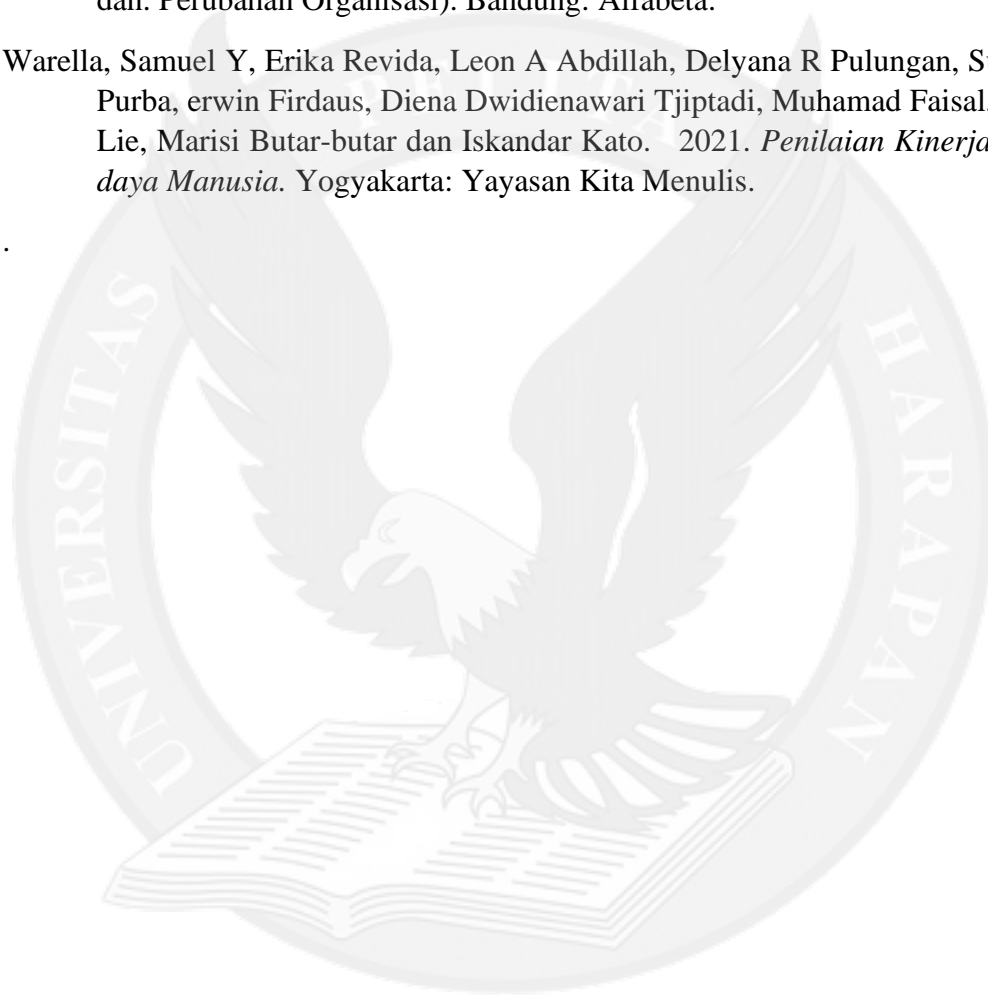 dan. Perubahan Organisasi). Bandung: Alfabeta.
Warella, Samuel Y, Erika Revida, Leon A Abdillah, Delyana R Pulungan,
Purba, erwin Firdaus, Diena Dwidienawari Tjiptadi, Muhamad Faisal,
Lie, Marisi Butar-butar dan Iskandar Kato. 2021. Penilaian Kinerja
daya Manusia. Yogyakarta: Yayasan Kita Menulis.
.
UNIVERSITAS
PELITA
HARAPAN